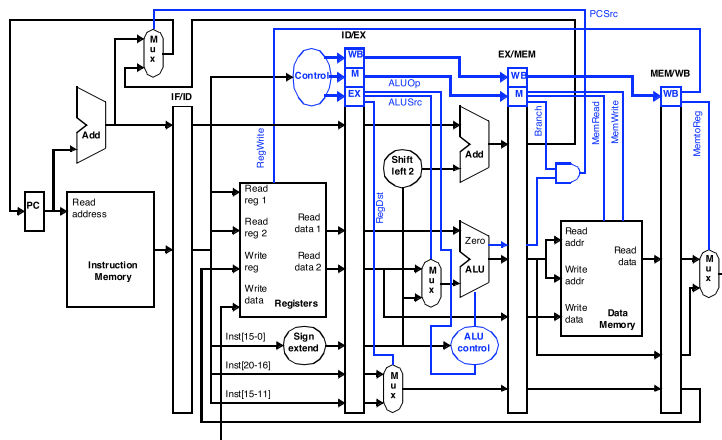 PCSrc
M
u
x
ID/EX
EX/MEM
MEM/WB
IF/ID
WB
M
EX
Control
ALUOp
ALUSrc
WB
M
WB
Add
RegWrite
Branch
MemRead
MemWrite
MemtoReg
Add
Shift
left 2
PC
Read
address
Instruction
Memory
Read
reg 1
Read
reg 2
Write
reg
Write
data
Read
data 1
Read
data 2
Registers
RegDst
M
u
x
Zero
ALU
Read
addr
Write
addr
Write
data
Read
data
Data
Memory
M
u
x
Inst[15-0]
Sign
extend
ALU
control
Inst[20-16]
Inst[15-11]
M
u
x